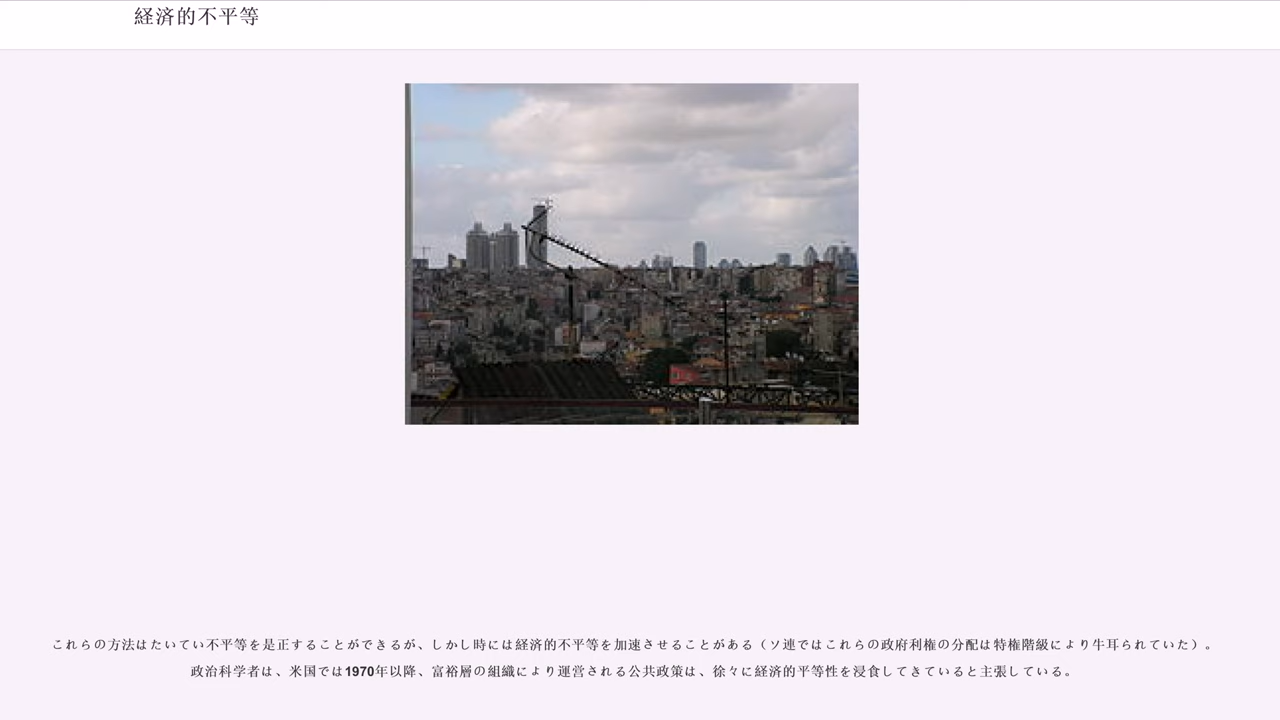 経済的不平等
これらの方法はたいてい不平等を是正することができるが、しかし時には経済的不平等を加速させることがある（ソ連ではこれらの政府利権の分配は特権階級により牛耳られていた）。
政治科学者は、米国では1970年以降、富裕層の組織により運営される公共政策は、徐々に経済的平等性を浸食してきていると主張している。